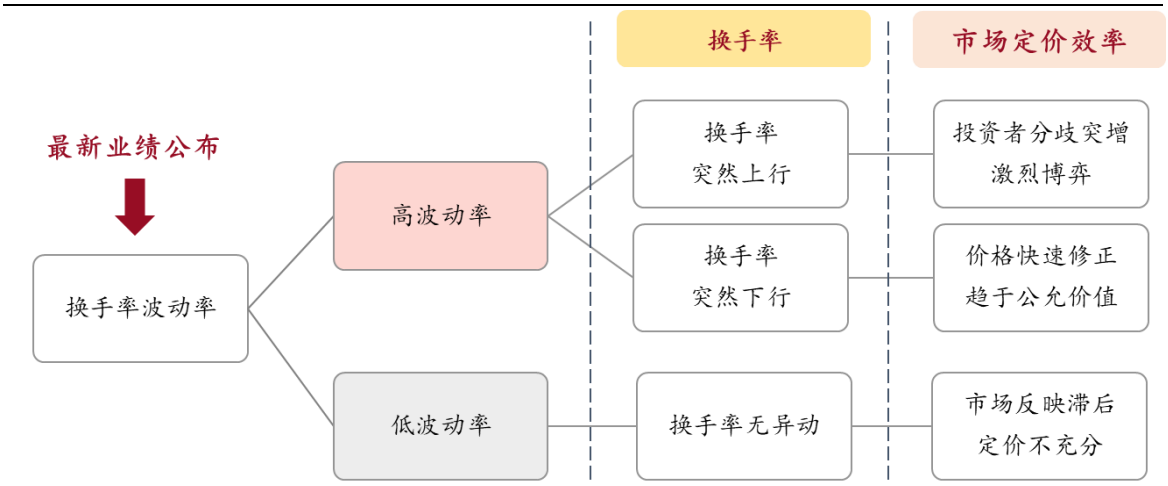 换手率
市场定价效率
最新业绩公布
换手率波动率
高波动率
换手率
突然上行
投资者分歧突增
激烈博弈
换手率
突然下行
价格快速修正
趋于公允价值
低波动率
换手率无异动
市场反映滞后
定价不充分